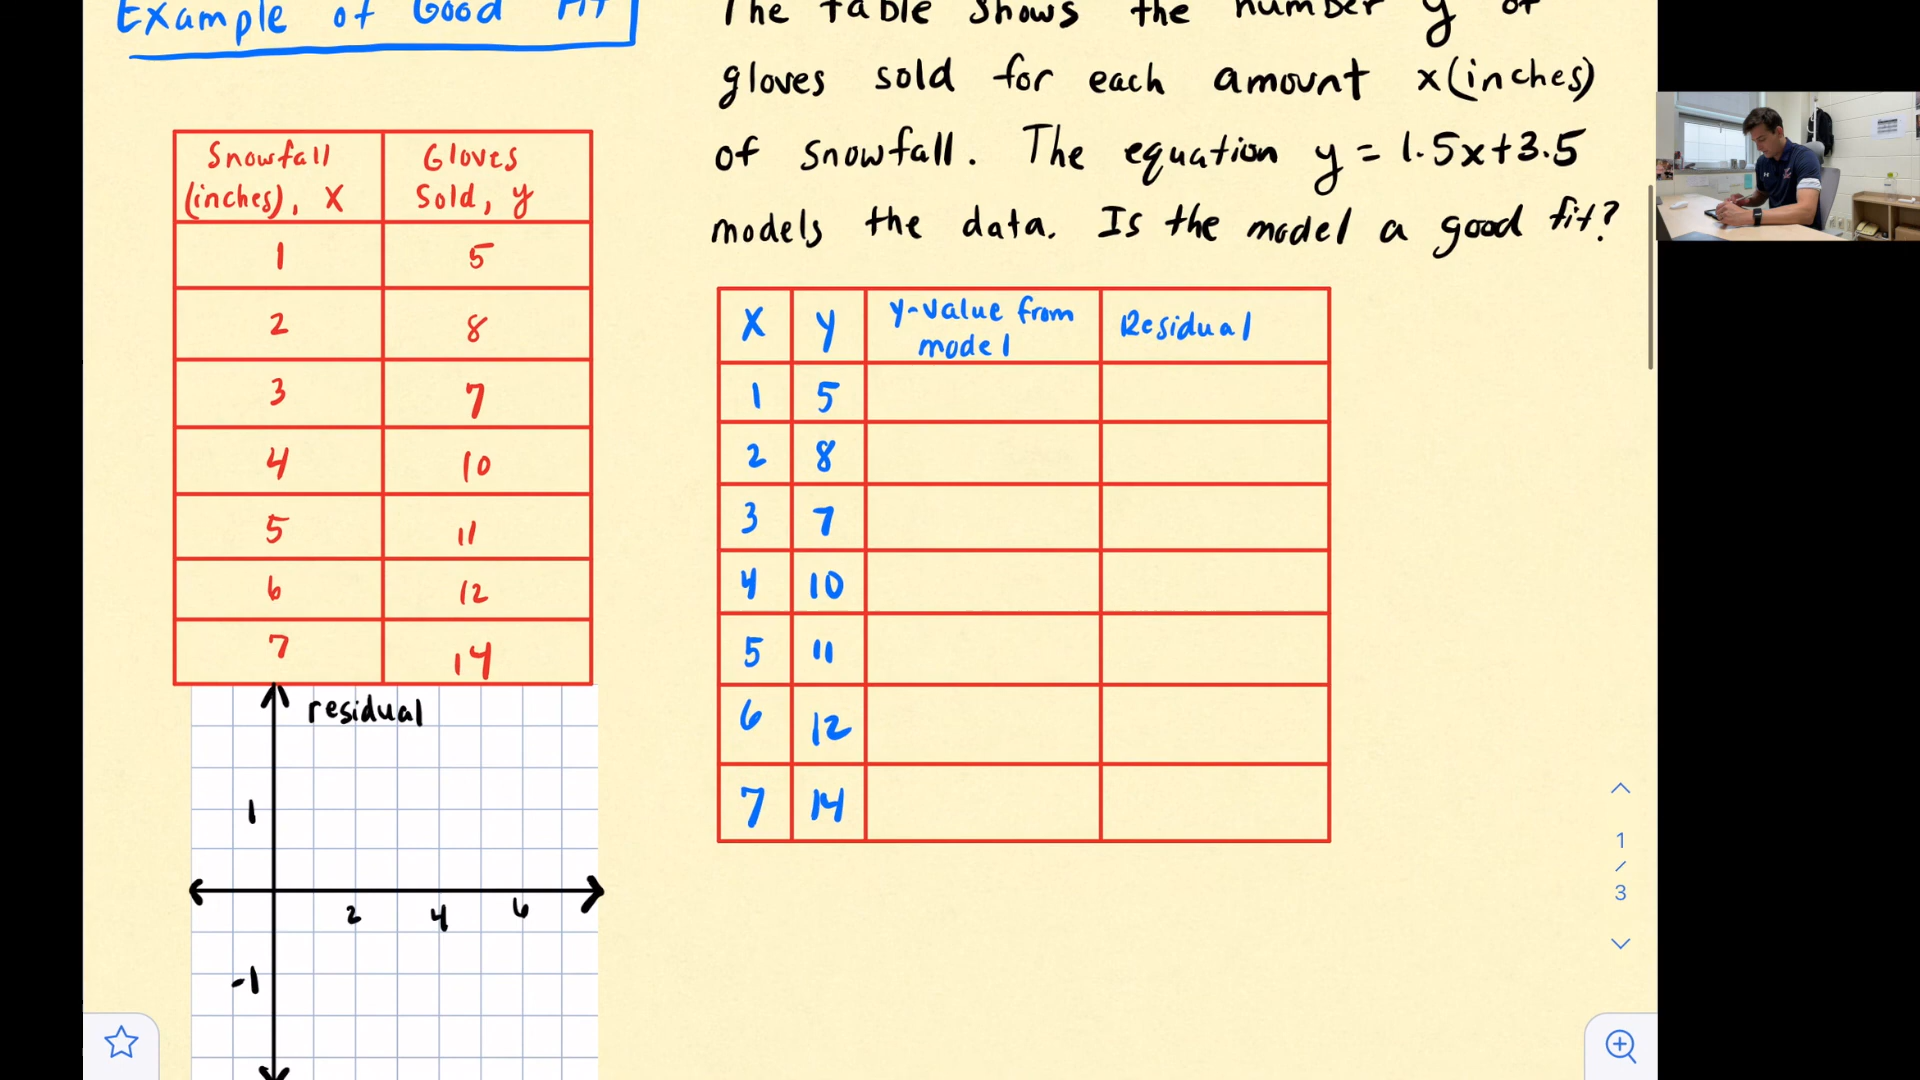 Example of Good Fit
The table shows the number y of
gloves sold for each amount x(inches)
of snowfall. The equation y = 1.5x+3.5
models the data. Is the model a good fit?
Snowfall
(inches), X
Gloves
Sold, y
1 5
2 8
3 7
4 10
5 11
6 12
7 14
X
y
y-value from
model
Residual
1 5
2 8
3 7
4 10
5 11
6 12
7 14
residual
1
2 4 6
-1
1
/
3